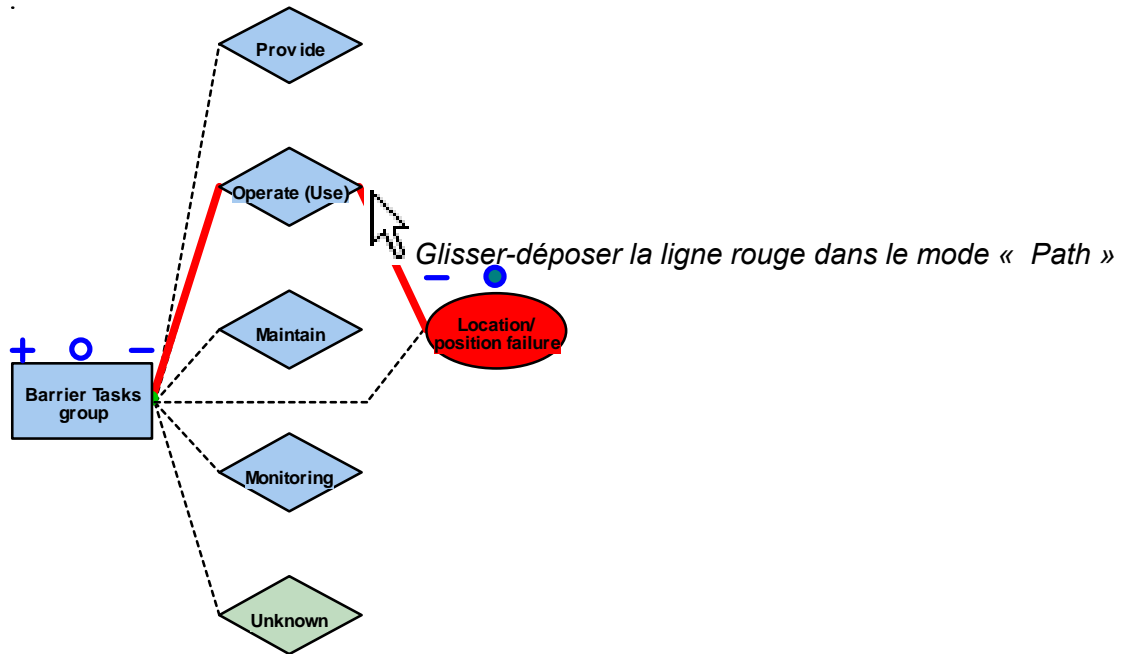 .
Provide
Operate (Use)
Glisser-déposer la ligne rouge dans le mode «  Path »
Location/
position failure
Maintain
Barrier Tasks
group
Monitoring
Unknown